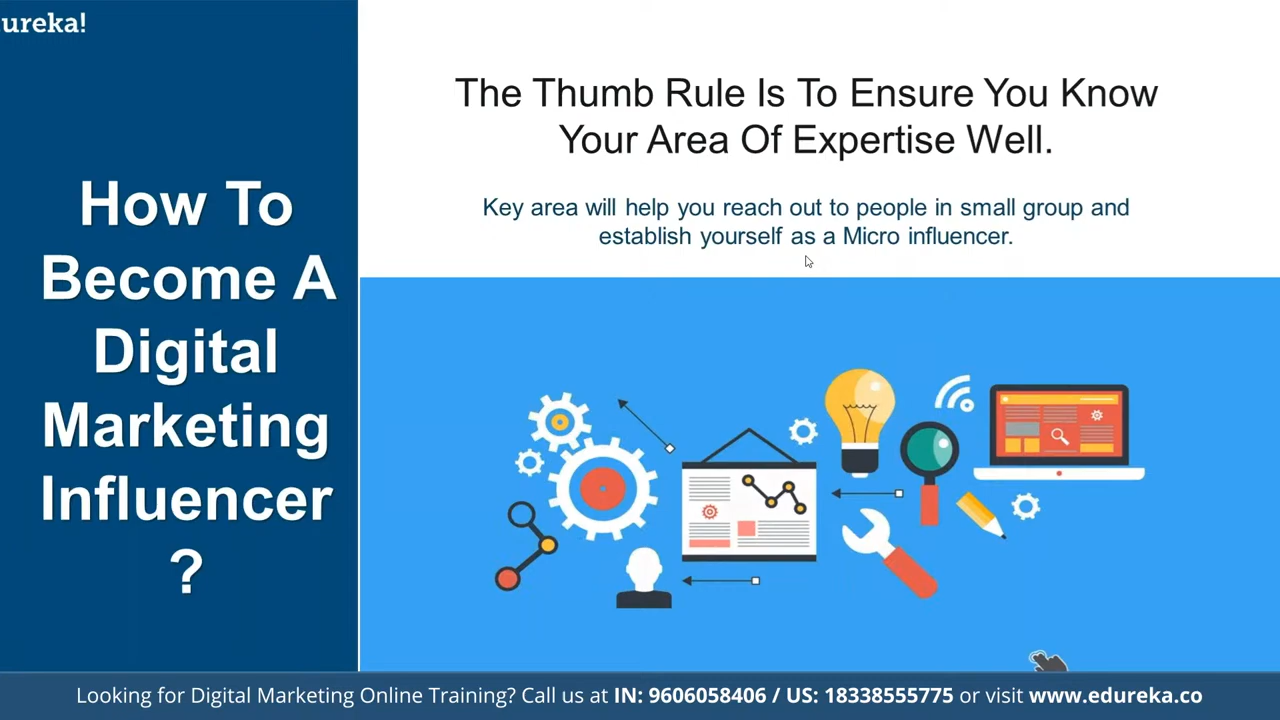 ureka!
How To
Become A
Digital
Marketing
Influencer
?
The Thumb Rule Is To Ensure You Know
Your Area Of Expertise Well.
Key area will help you reach out to people in small group and
establish yourself as a Micro influencer.
Looking for Digital Marketing Online Training? Call us at IN: 9606058406 / US: 18338555775 or visit www.edureka.co